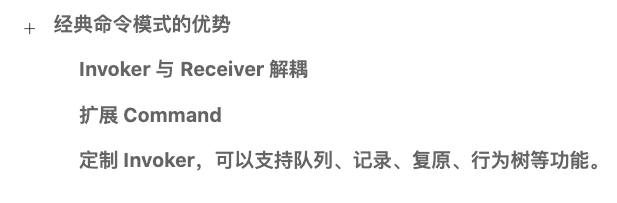 + 经典命令模式的优势
Invoker 与 Receiver 解耦
扩展 Command
定制 Invoker，可以支持队列、记录、复原、行为树等功能。